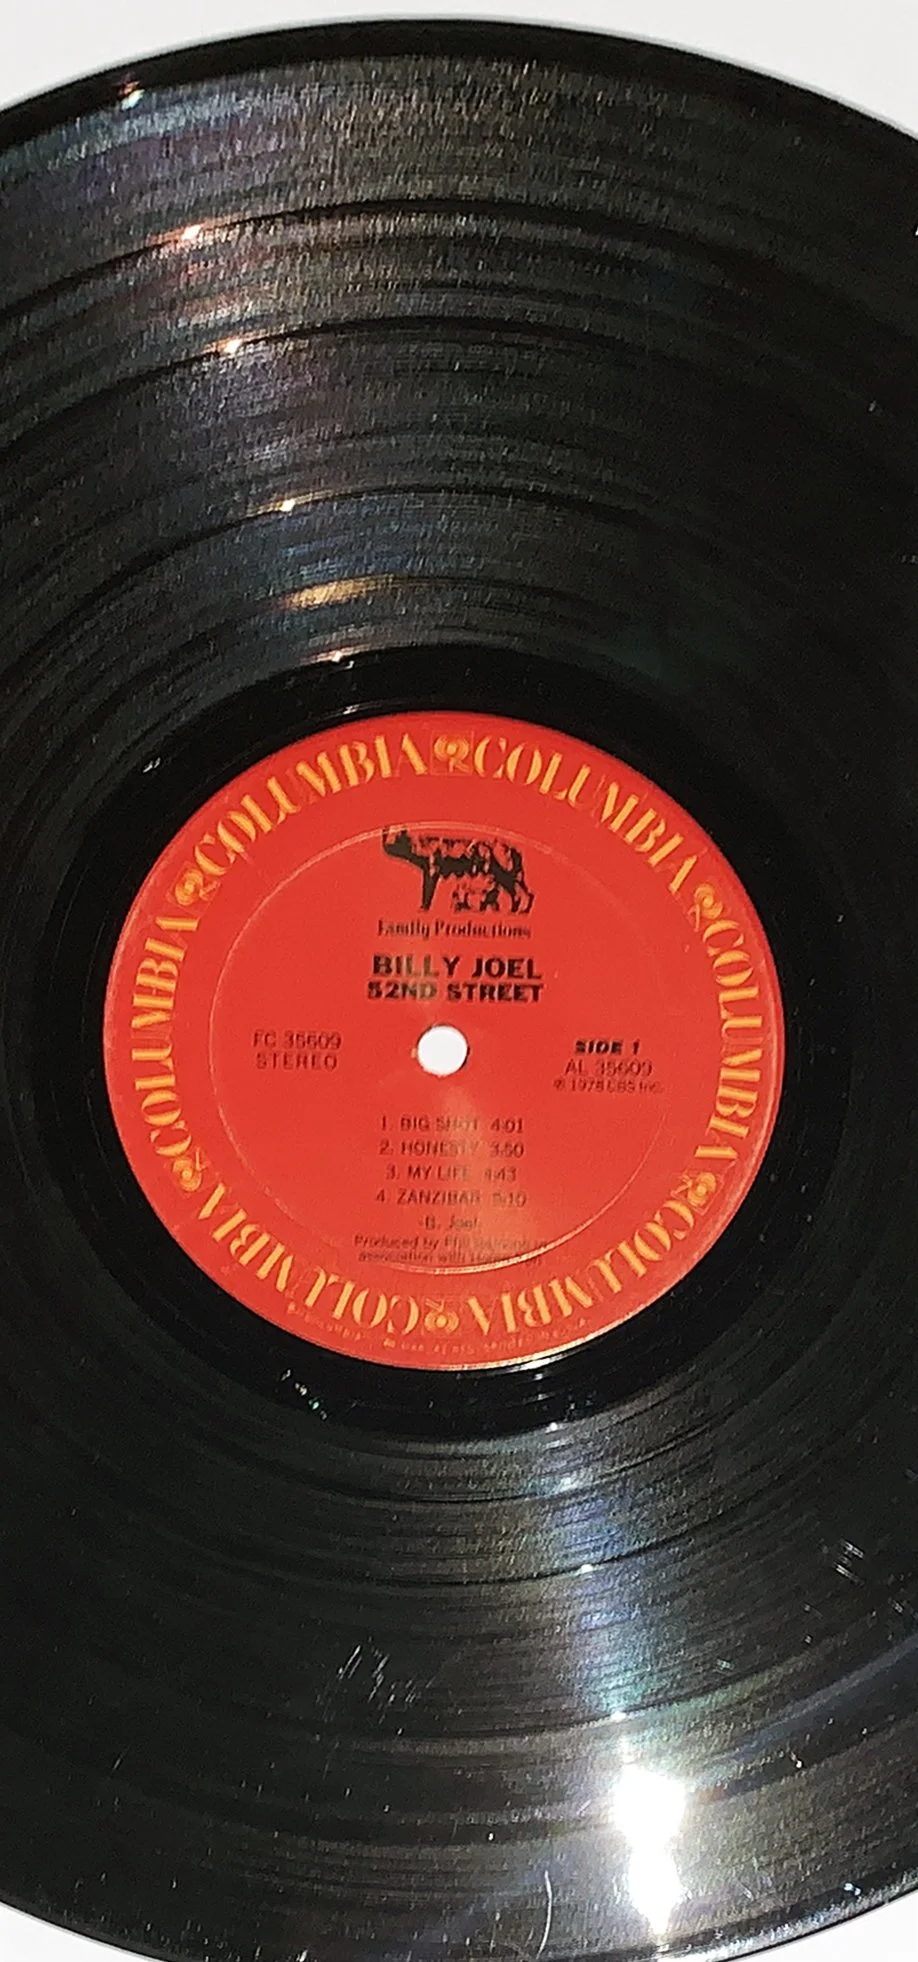 COLUMBIA COLUMBIA COLUMBIA COLUMBIA COLUMBIA COLUMBIA
Family Productions
BILLY JOEL
52ND STREET
FC 35609
STEREO
SIDE 1
AL 35609
℗ 1978 CBS Inc.
1. BIG SHOT 4:01
2. HONESTY 3:50
3. MY LIFE 4:43
4. ZANZIBAR 5:10
-B. Joel-
Produced by
association with